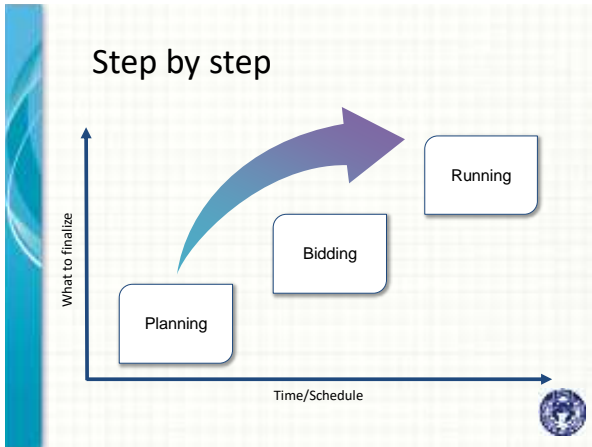 Step by step
Running
Bidding
Planning
What to finalize
Time/Schedule